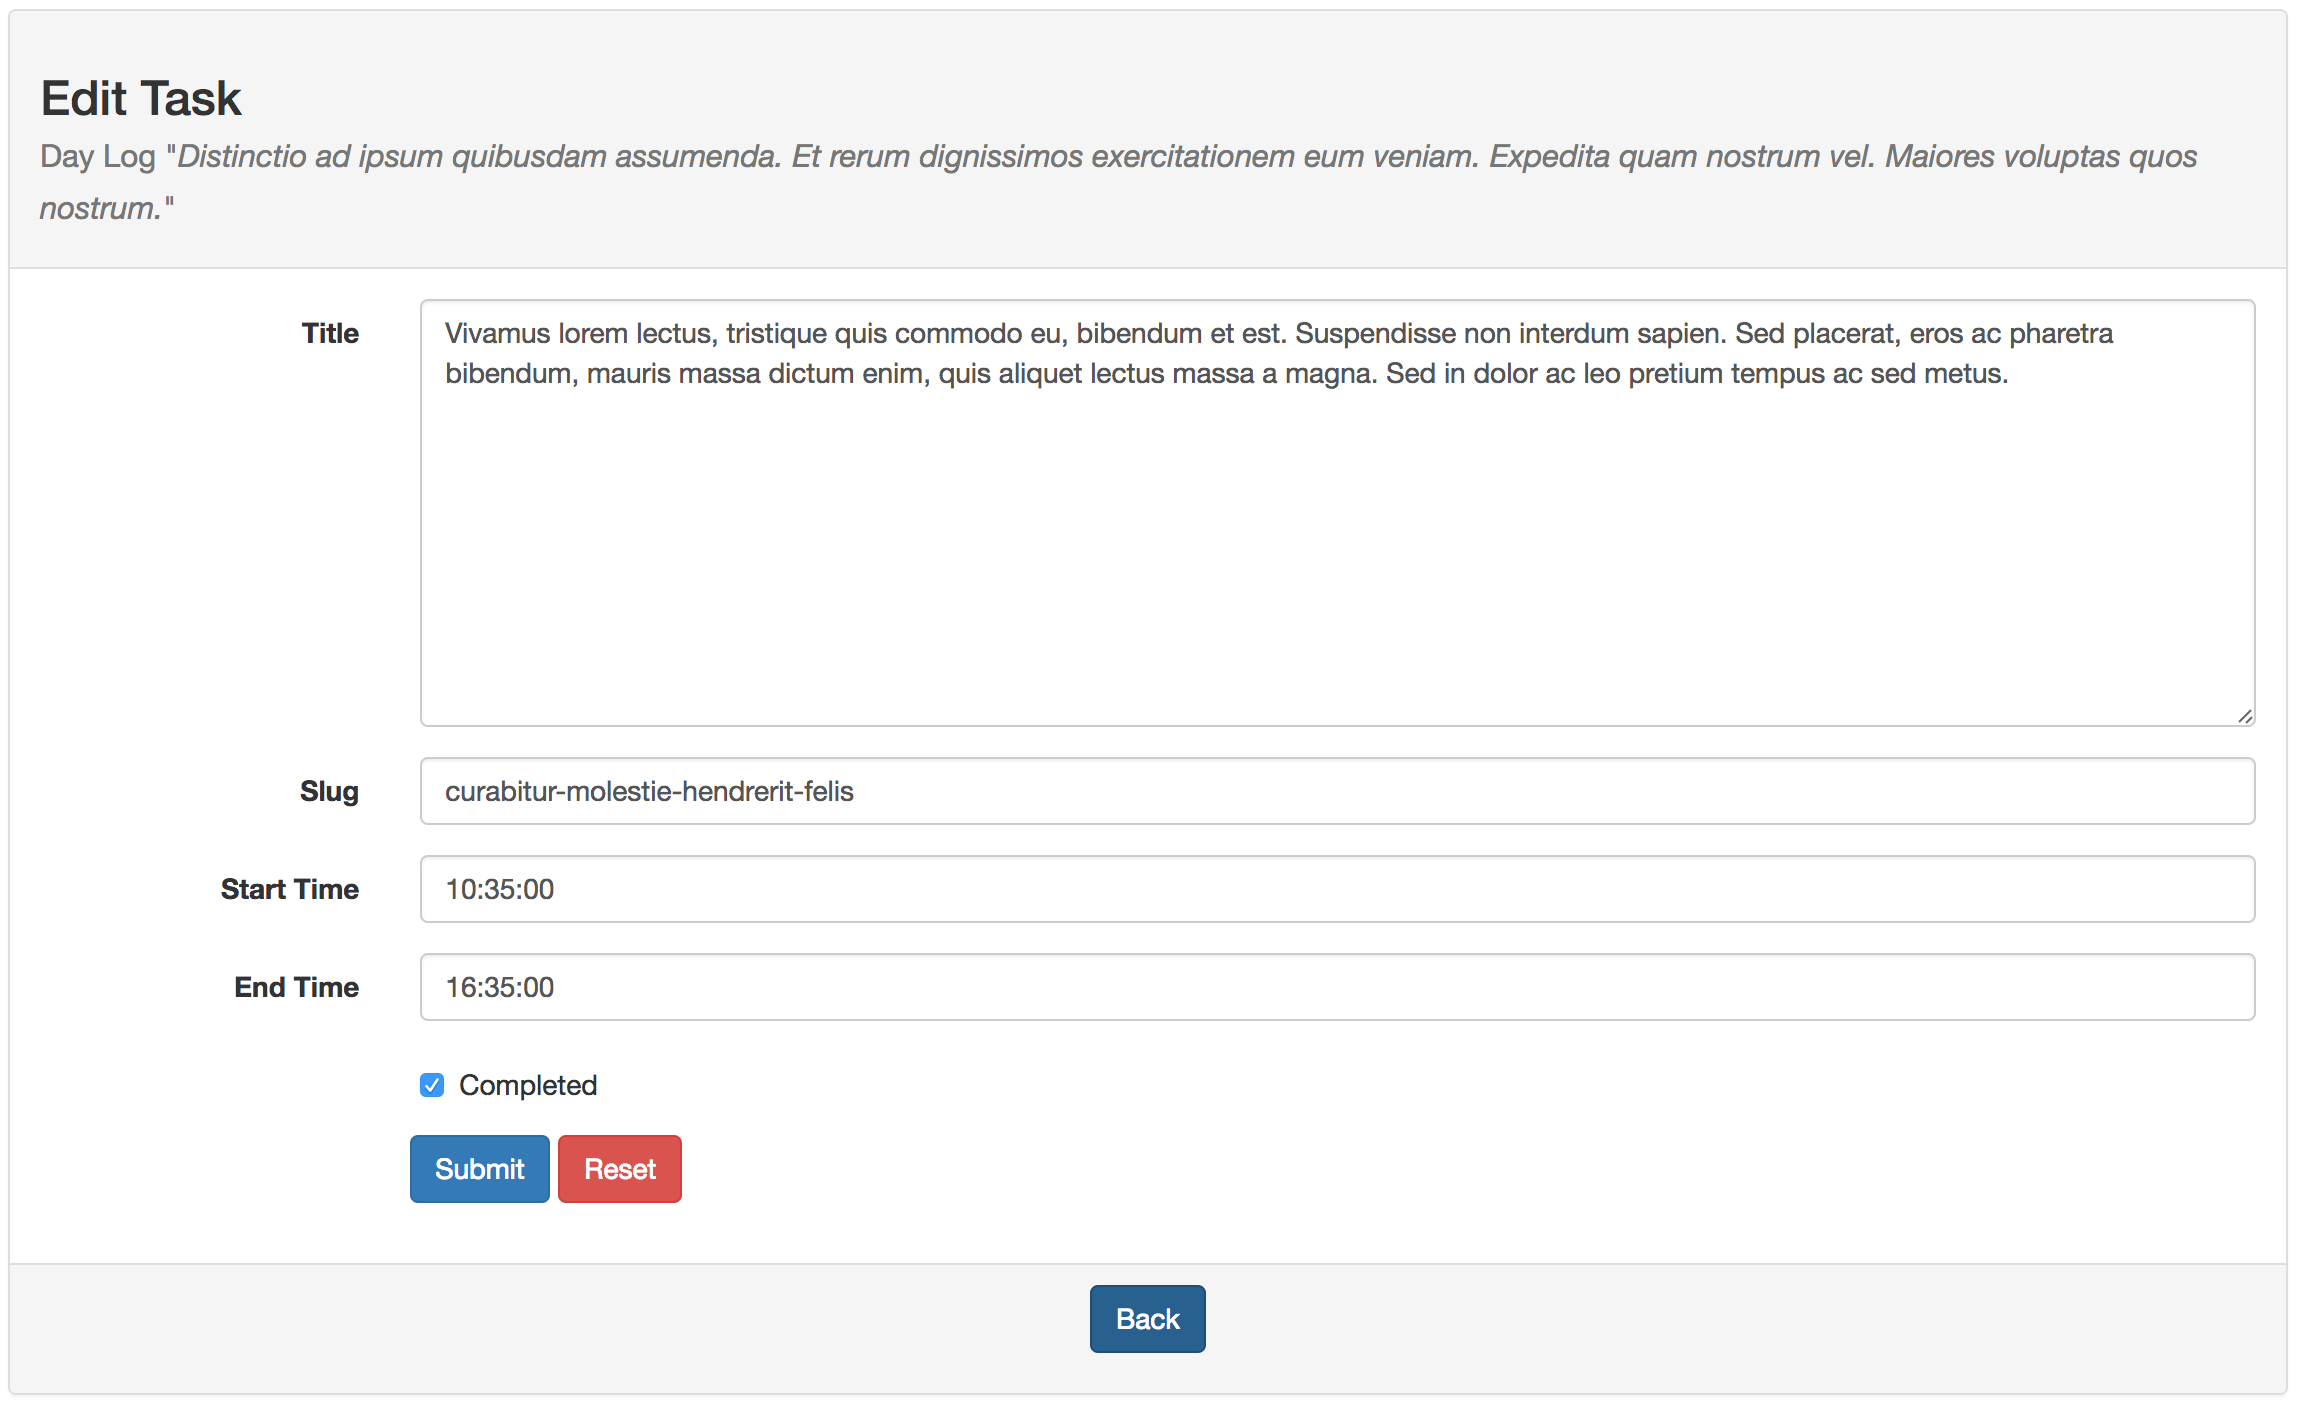 Edit Task
Day Log "Distinctio ad ipsum quibusdam assumenda. Et rerum dignissimos exercitationem eum veniam. Expedita quam nostrum vel. Maiores voluptas quos
nostrum."
Title
Vivamus lorem lectus, tristique quis commodo eu, bibendum et est. Suspendisse non interdum sapien. Sed placerat, eros ac pharetra
bibendum, mauris massa dictum enim, quis aliquet lectus massa a magna. Sed in dolor ac leo pretium tempus ac sed metus.
Slug
curabitur-molestie-hendrerit-felis
Start Time
10:35:00
End Time
16:35:00
Completed
Submit
Reset
Back